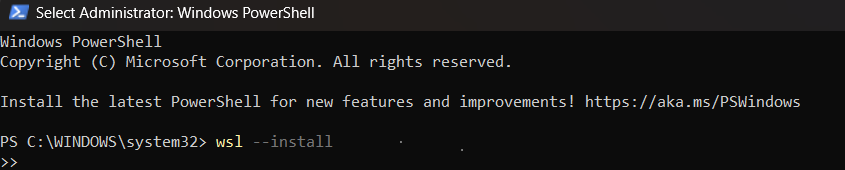 Select Administrator: Windows PowerShell
Windows PowerShell
Copyright (C) Microsoft Corporation. All rights reserved.
Install the latest PowerShell for new features and improvements! https://aka.ms/PSWindows
PS C:\WINDOWS\system32> wsl --install
>>